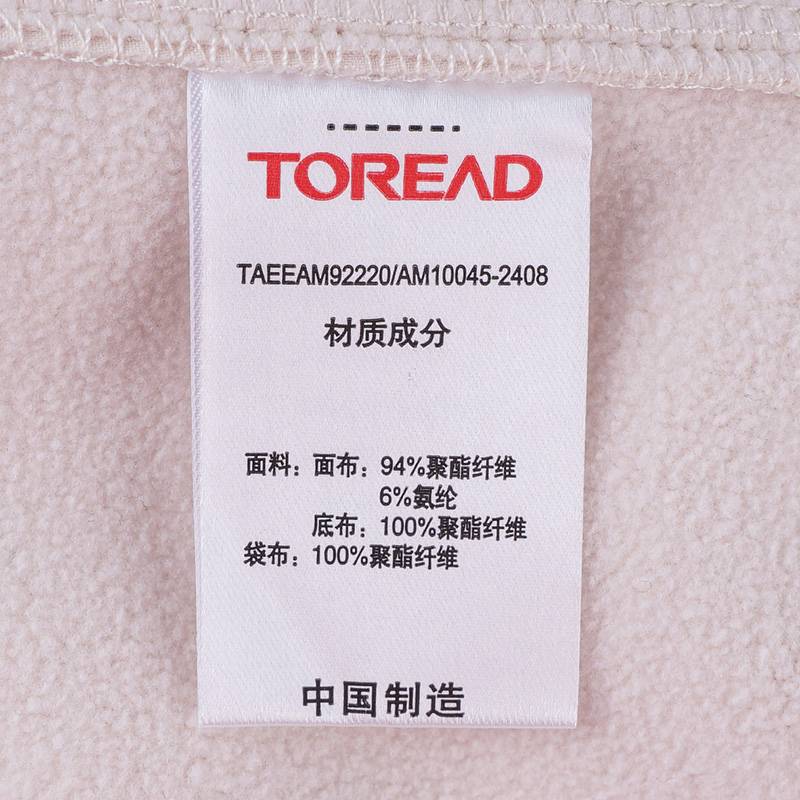 TOREAD
TAEEAM92220/AM10045-2408
材质成分
面料：面布：94%聚酯纤维
6%氨纶
底布：100%聚酯纤维
袋布：100%聚酯纤维
中国制造